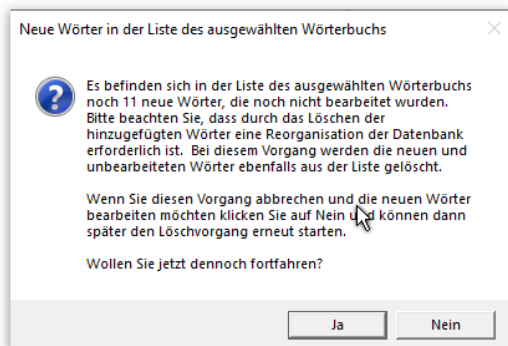 Neue Wörter in der Liste des ausgewählten Wörterbuchs
Es befinden sich in der Liste des ausgewählten Wörterbuchs
noch 11 neue Wörter, die noch nicht bearbeitet wurden.
Bitte beachten Sie, dass durch das Löschen der
hinzugefügten Wörter eine Reorganisation der Datenbank
erforderlich ist. Bei diesem Vorgang werden die neuen und
unbearbeiteten Wörter ebenfalls aus der Liste gelöscht.
Wenn Sie diesen Vorgang abbrechen und die neuen Wörter
bearbeiten möchten klicken Sie auf Nein und können dann
später den Löschvorgang erneut starten.
Wollen Sie jetzt dennoch fortfahren?
Ja
Nein